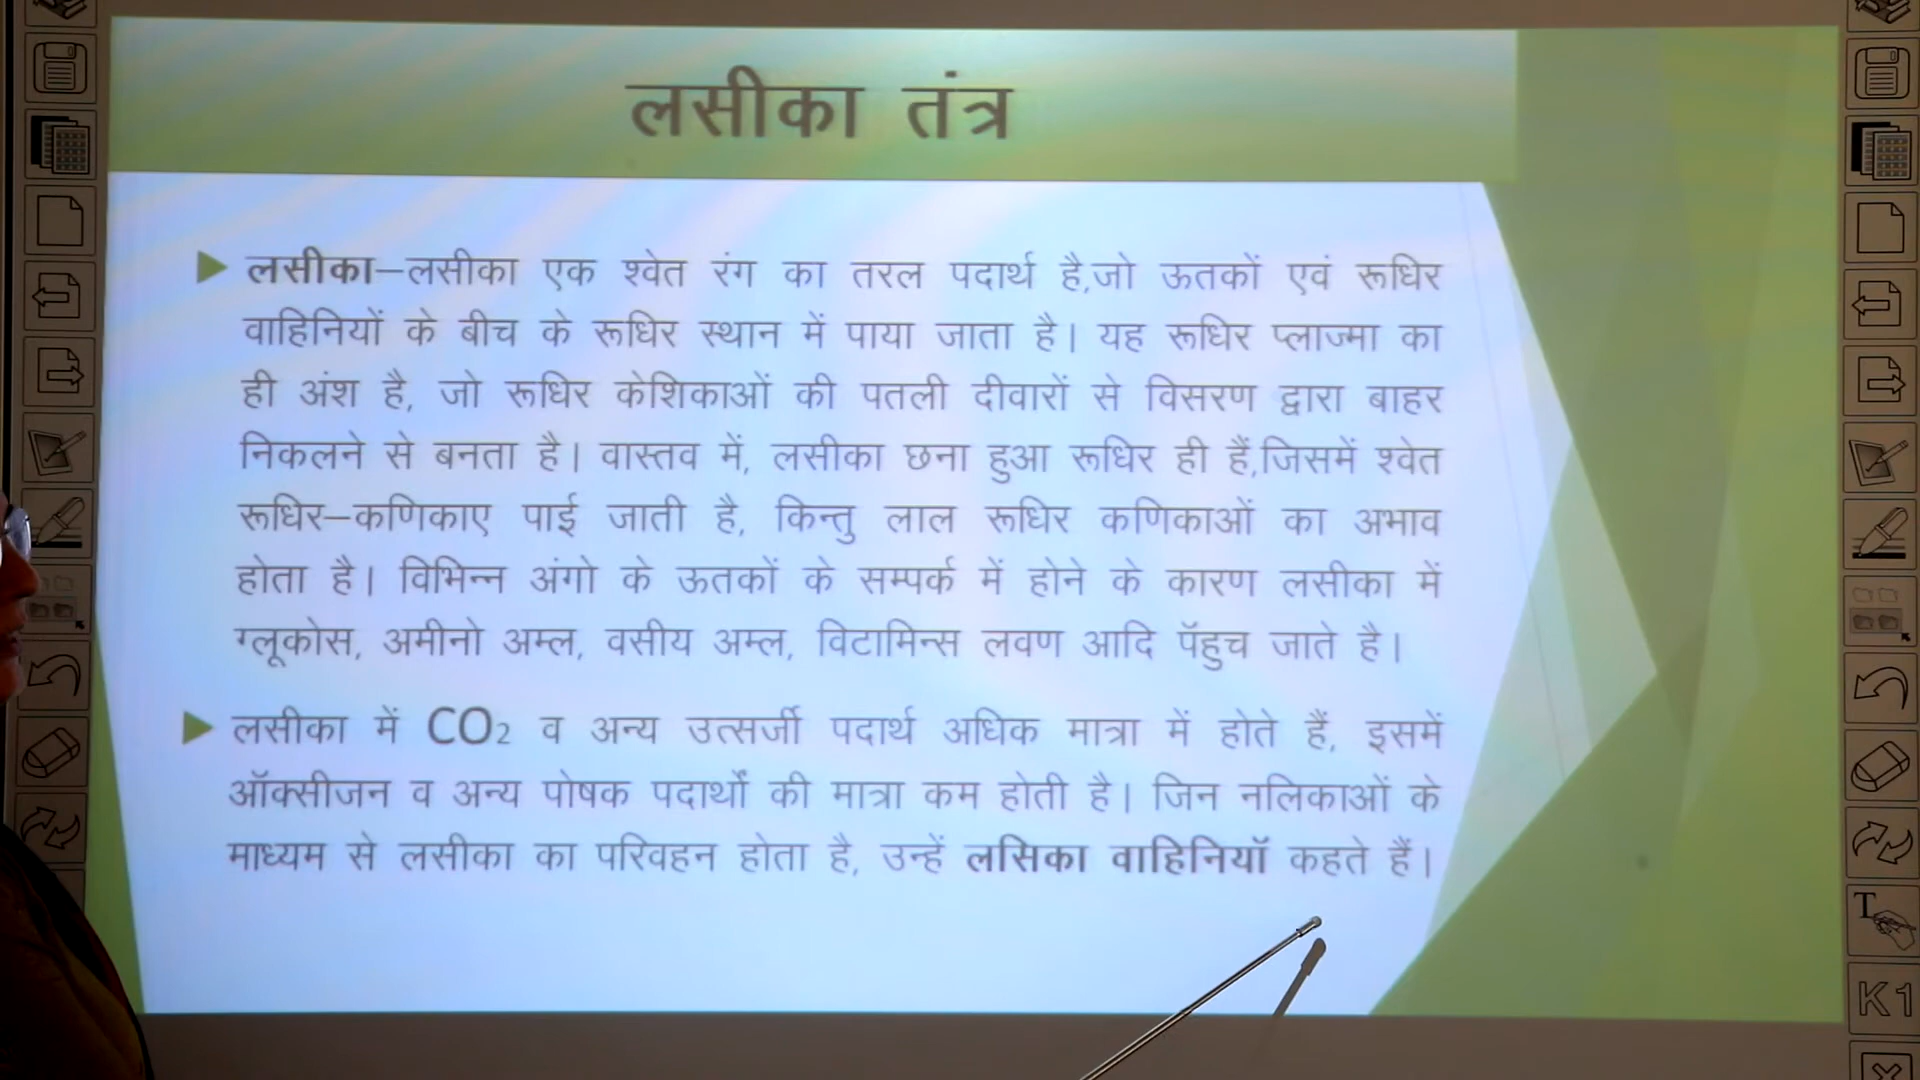 लसीका तंत्र
लसीका–लसीका एक श्वेत रंग का तरल पदार्थ है,जो ऊतकों एवं रूधिर
वाहिनियों के बीच के रूधिर स्थान में पाया जाता है। यह रूधिर प्लाज्मा का
ही अंश है, जो रूधिर केशिकाओं की पतली दीवारों से विसरण द्वारा बाहर
निकलने से बनता है। वास्तव में, लसीका छना हुआ रूधिर ही हैं,जिसमें श्वेत
रूधिर–कणिकाए पाई जाती है, किन्तु लाल रूधिर कणिकाओं का अभाव
होता है। विभिन्न अंगो के ऊतकों के सम्पर्क में होने के कारण लसीका में
ग्लूकोस, अमीनो अम्ल, वसीय अम्ल, विटामिन्स लवण आदि पॅहुच जाते है।
लसीका में CO2 व अन्य उत्सर्जी पदार्थ अधिक मात्रा में होते हैं, इसमें
ऑक्सीजन व अन्य पोषक पदार्थों की मात्रा कम होती है। जिन नलिकाओं के
माध्यम से लसीका का परिवहन होता है, उन्हें लसिका वाहिनियॉ कहते हैं।
T
K1